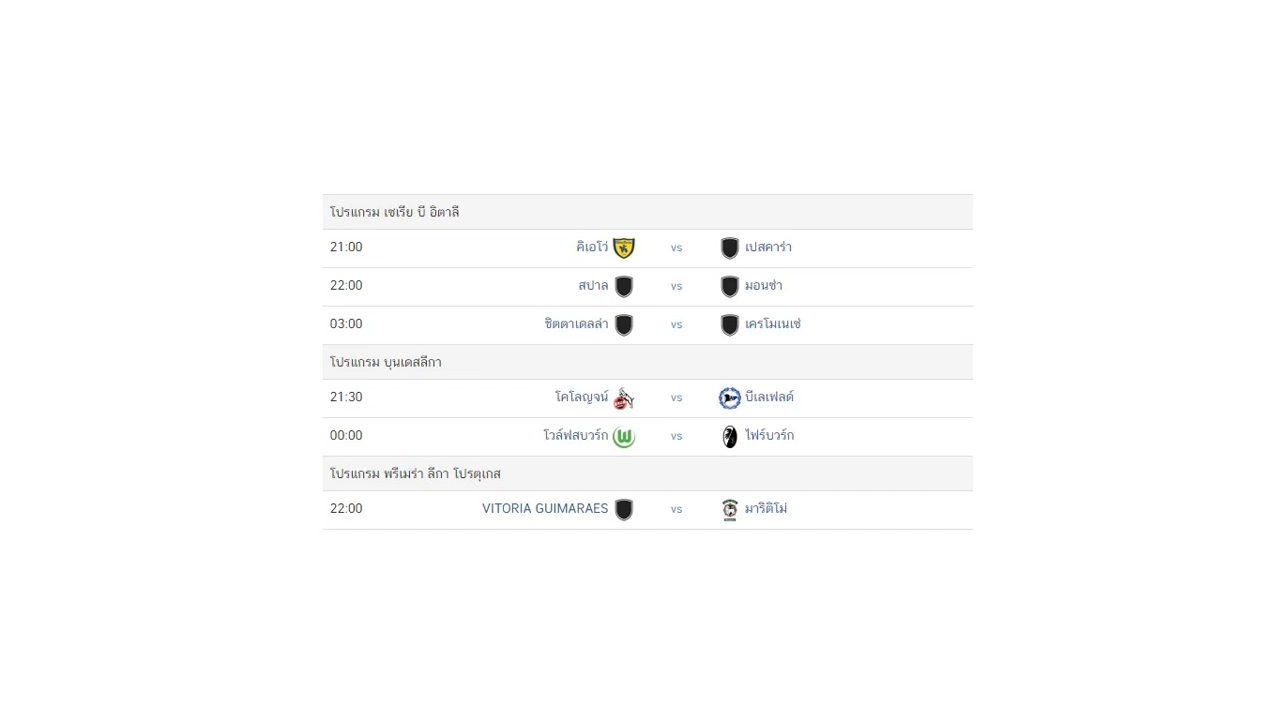 โปรแกรม เซเรีย บี อิตาลี
21:00 คิเอโว่ vs เปสคาร่า
22:00 สปาล vs มอนซ่า
03:00 ชิตตาเดลล่า vs เครโมเนเซ่
โปรแกรม บุนเดสลีกา
21:30 โคโลญจน์ vs บีเลเฟลด์
00:00 โวล์ฟสบวร์ก vs ไฟร์บวร์ก
โปรแกรม พรีเมร่า ลีกา โปรตุเกส
22:00 VITORIA GUIMARAES vs มาริติโม่